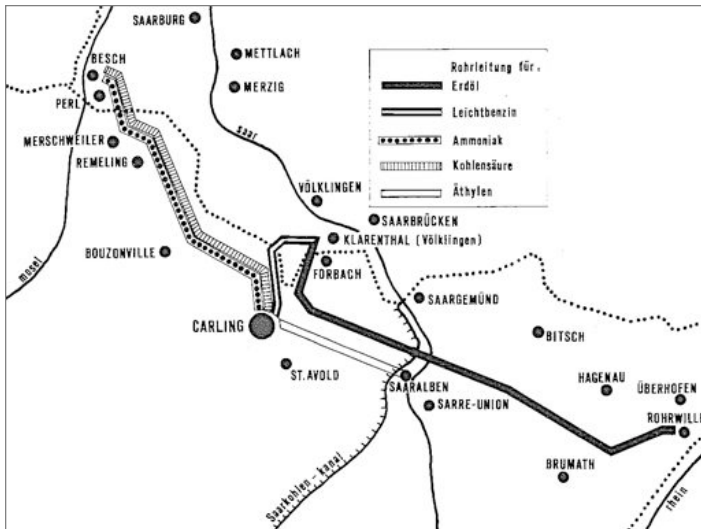 SAARBURG
METTLACH
BESCH
MERZIG
PERL
saar
MERSCHWEILER
REMELING
VÖLKLINGEN
SAARBRÜCKEN
KLARENTHAL (Völklingen)
BOUZONVILLE
FORBACH
mosel
SAARGEMÜND
CARLING
BITSCH
ST.AVOLD
SAARALBEN
HAGENAU
ÜBERHOFEN
SARRE-UNION
ROHRWILLE
BRUMATH
Saarkohlen-kanal
rhein
Rohrleitung für:
Erdöl
Leichtbenzin
Ammoniak
Kohlensäure
Äthylen